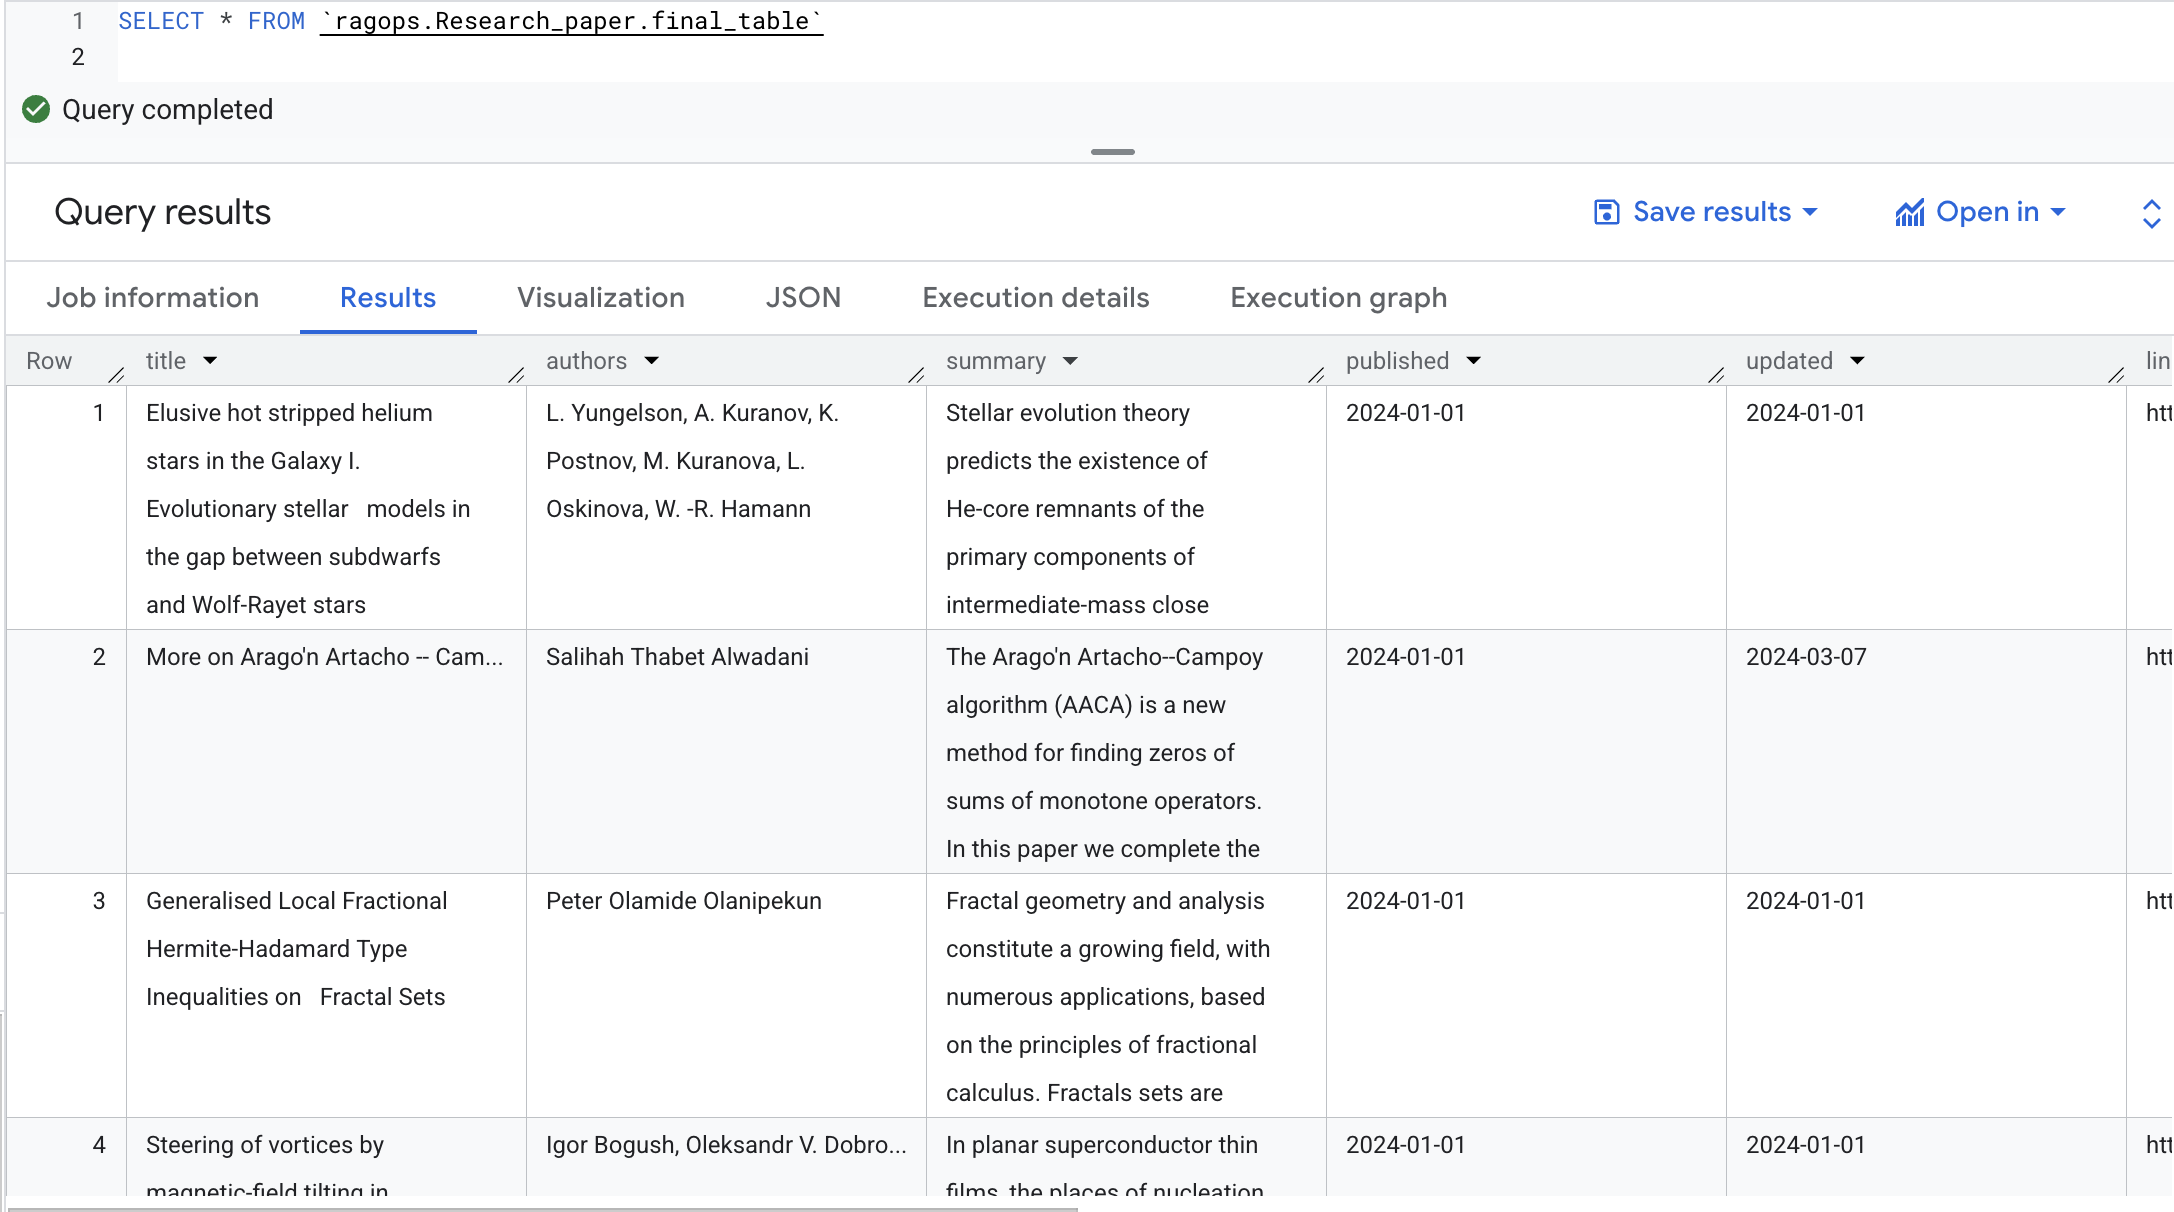 1 SELECT * FROM `ragops.Research_paper.final_table`
2
Query completed
Query results
Save results
Open in
Job information
Results
Visualization
JSON
Execution details
Execution graph
Row title authors summary published updated lin
1
Elusive hot stripped helium
stars in the Galaxy I.
Evolutionary stellar   models in
the gap between subdwarfs
and Wolf-Rayet stars
L. Yungelson, A. Kuranov, K.
Postnov, M. Kuranova, L.
Oskinova, W. -R. Hamann
Stellar evolution theory
predicts the existence of
He-core remnants of the
primary components of
intermediate-mass close
2024-01-01
2024-01-01
htt
2
More on Arago'n Artacho -- Cam...
Salihah Thabet Alwadani
The Arago'n Artacho--Campoy
algorithm (AACA) is a new
method for finding zeros of
sums of monotone operators.
In this paper we complete the
2024-01-01
2024-03-07
htt
3
Generalised Local Fractional
Hermite-Hadamard Type
Inequalities on   Fractal Sets
Peter Olamide Olanipekun
Fractal geometry and analysis
constitute a growing field, with
numerous applications, based
on the principles of fractional
calculus. Fractals sets are
2024-01-01
2024-01-01
htt
4
Steering of vortices by
magnetic-field tilting in
Igor Bogush, Oleksandr V. Dobro...
In planar superconductor thin
films, the places of nucleation
2024-01-01
2024-01-01
htt